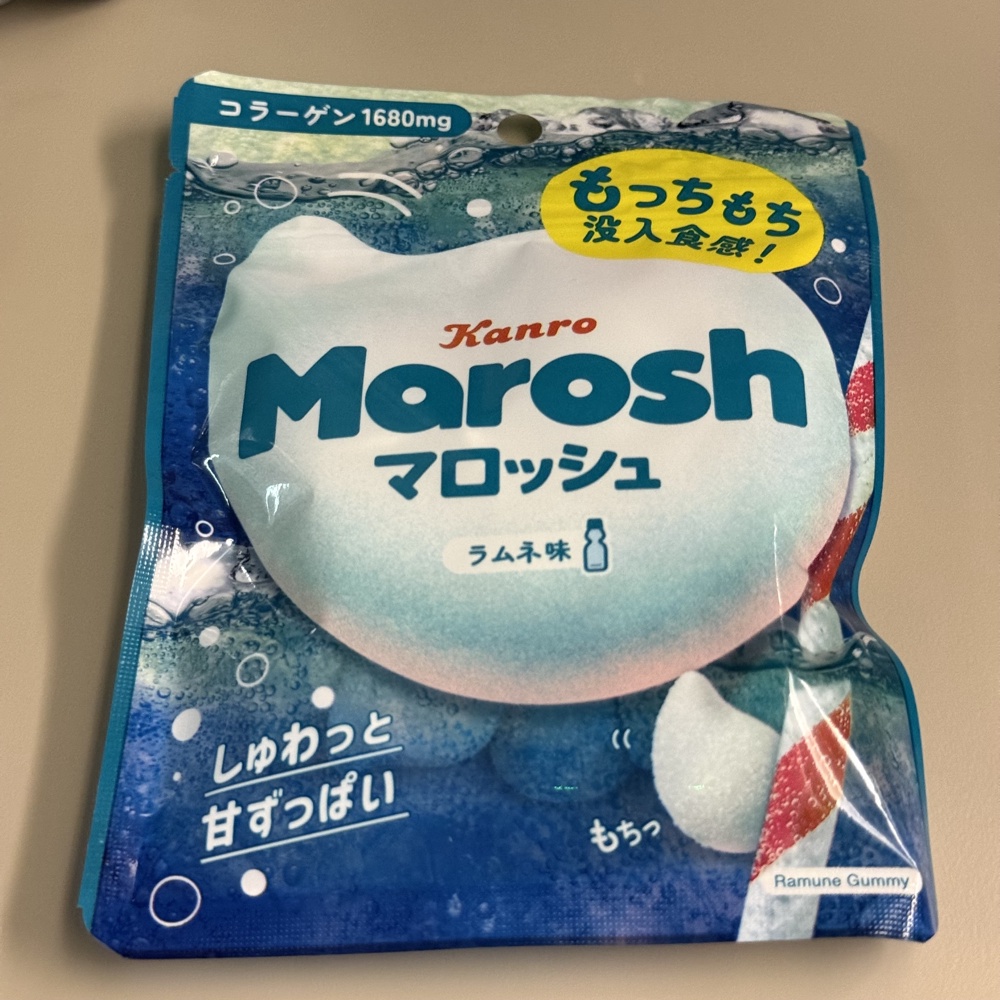 コラーゲン1680mg
もっちもち
没入食感!
Kanro
Marosh
マロッシュ
ラムネ味
しゅわっと
甘ずっぱい
もちっ
Ramune Gummy